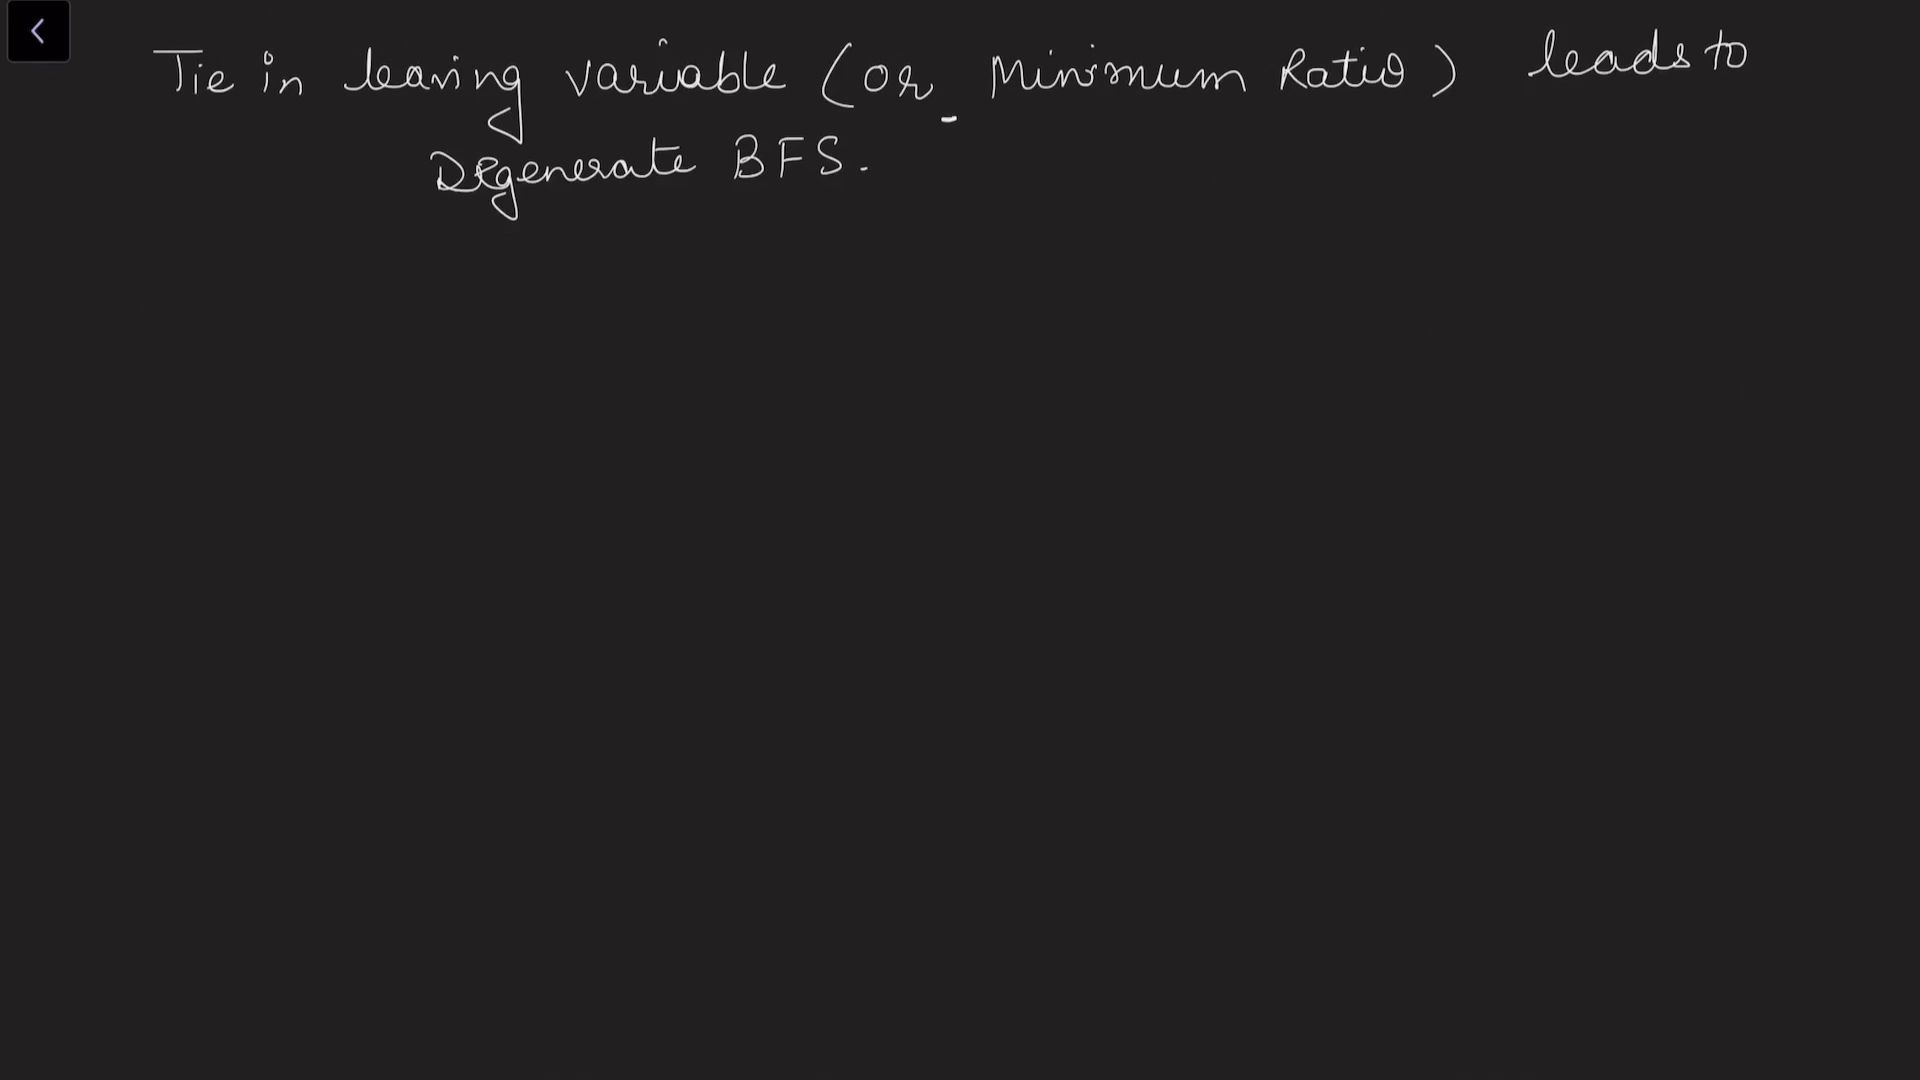 Tie in leaving variable (or Minimum Ratio) leads to
Degenerate BFS.